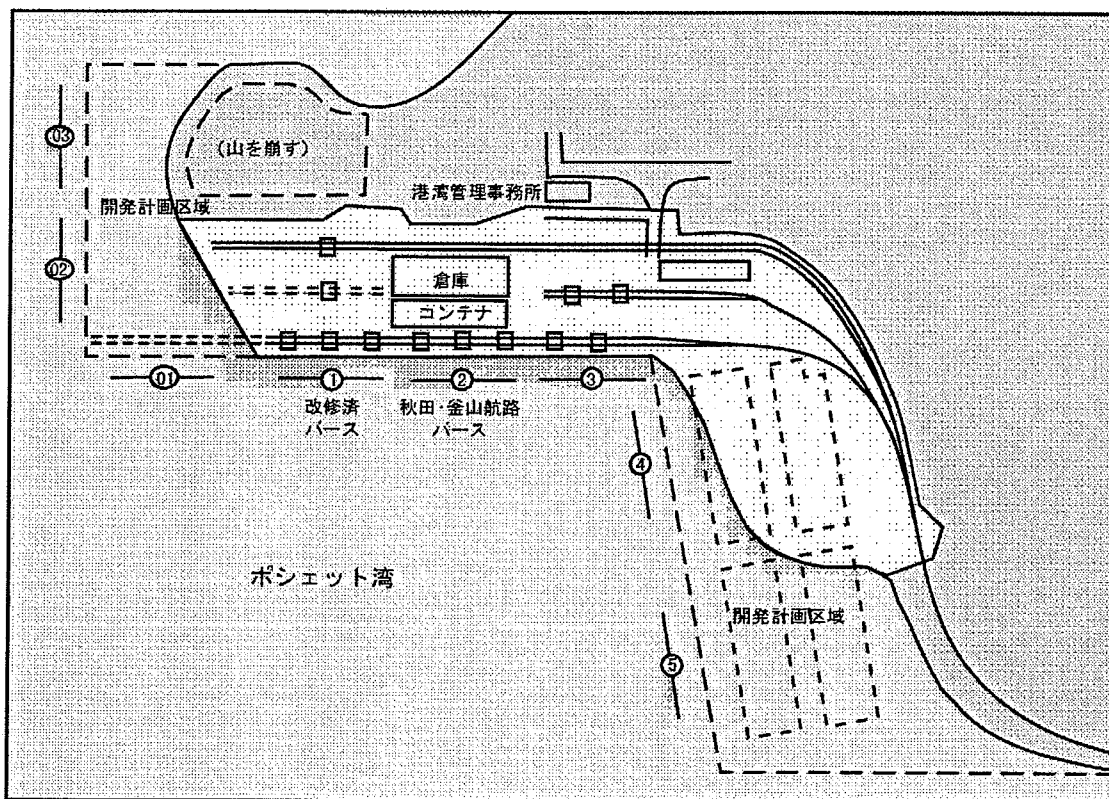 03
(山を崩す)
港湾管理事務所
開発計画区域
02
倉庫
コンテナ
01
①
②
③
改修済
バース
秋田・釜山航路
バース
④
ポシェット湾
開発計画区域
⑤